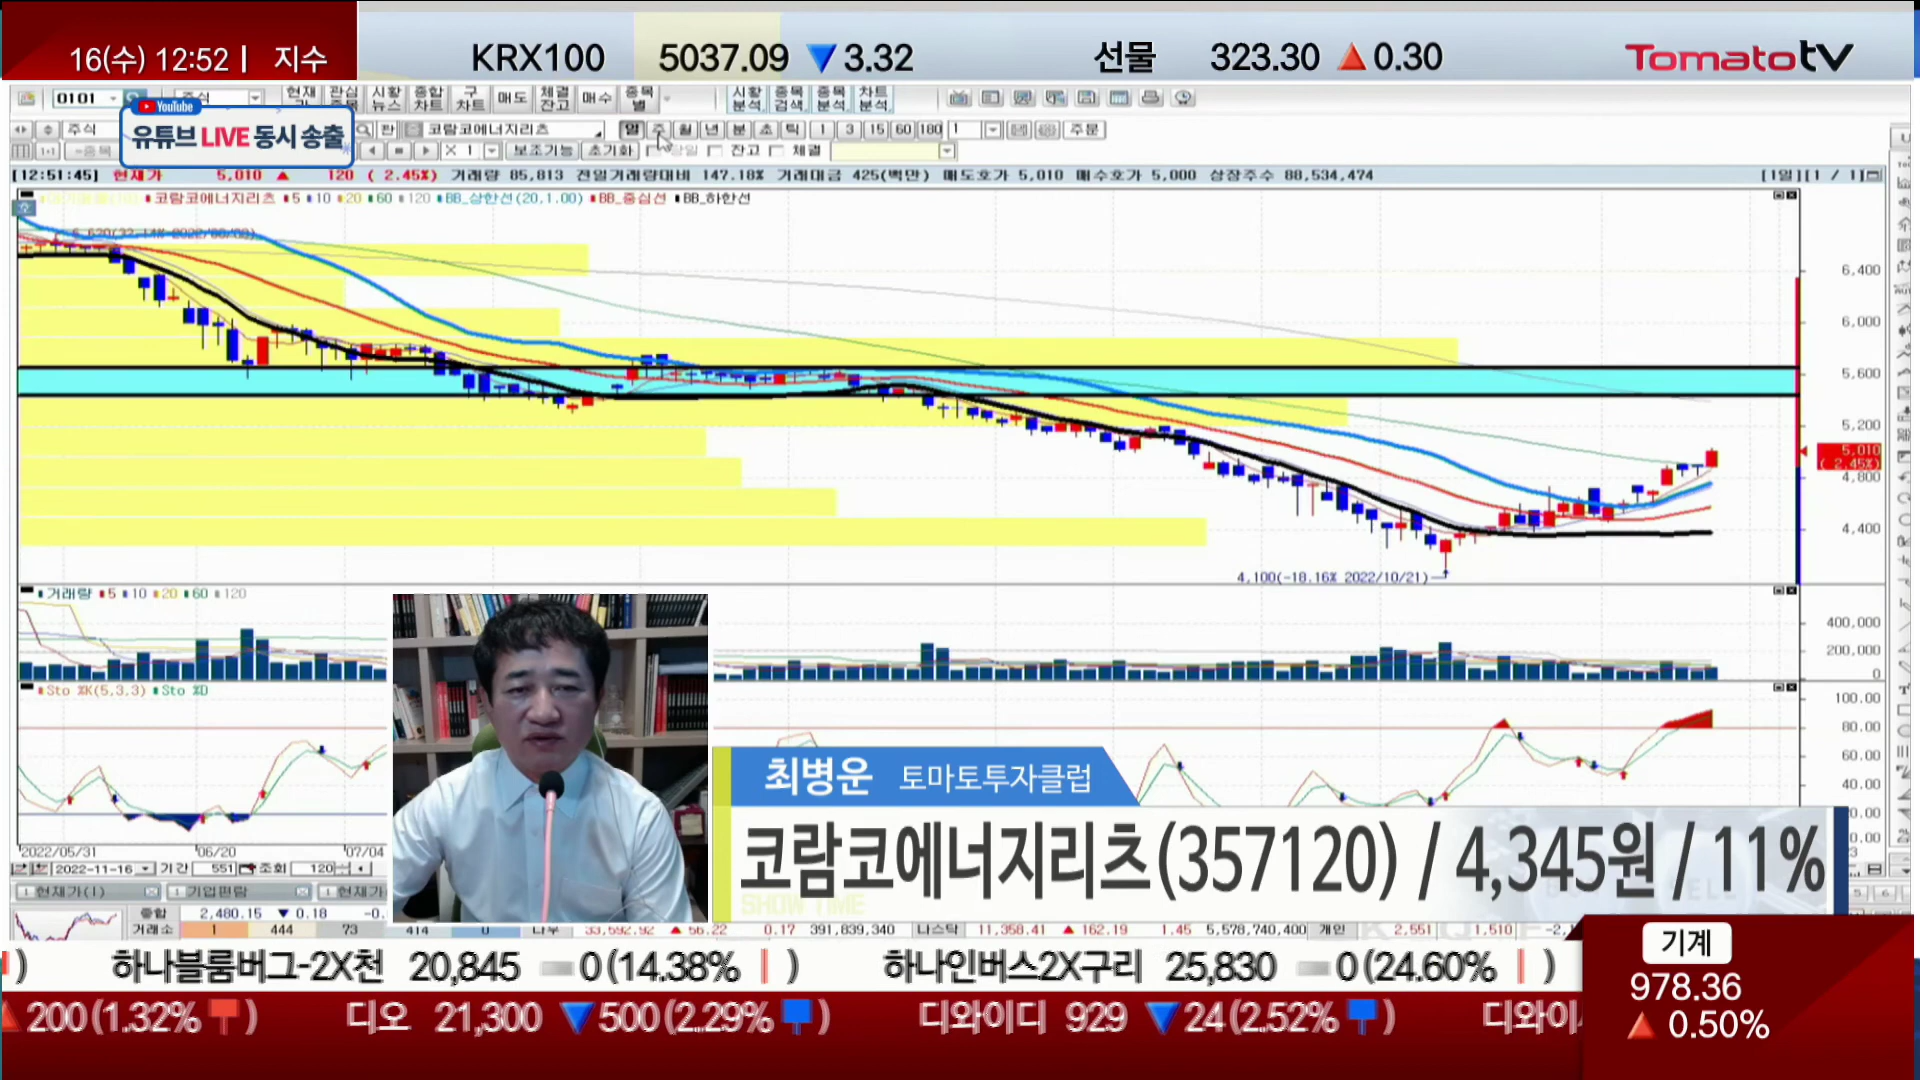 16(수) 12:52 | 지수 KRX100 5037.09 ▼ 3.32 선물 323.30 ▲ 0.30 Tomato tv
0101
현재가 관심종목 시황뉴스 종합차트 구차트 매도 체결잔고 매수 종목별 시황분석 종목검색 종목분석 차트분석
YouTube
유튜브 LIVE 동시 송출
주식 판 코람코에너지리츠 일 주 월 년 분 초 틱 1 3 15 60 180 1 주문
X 1 보조기능 초기화 잔고 체결
[12:51:45] 현재가 5,010 ▲ 120 ( 2.45%) 거래량 85,813 전일거래량대비 147.18% 거래대금 425(백만) 매도호가 5,010 매수호가 5,000 상장주수 88,534,474 [1일][1 / 1]
코람코에너지리츠 5 10 20 60 120 BB_상한선(20,1.00) BB_중심선 BB_하한선
6,400
6,000
5,600
5,200
5,010
( 2.45%)
4,800
4,400
4,100(-18.16% 2022/10/21)
거래량 5 10 20 60 120
400,000
200,000
0
Sto %K(5,3,3) Sto %D
100.00
80.00
60.00
40.00
최병운 토마토투자클럽
코람코에너지리츠(357120) / 4,345원 / 11%
2022/05/31 06/20 07/04
2022-11-16 기간 551 조회 120
현재가(1) 기업편람 현재가
종합 2,480.15 ▼ 0.18
거래소 1 444 73 414 0 나우 33,592.92 ▲ 56.22 0.17 391,839,340 나스닥 11,358.41 ▲ 162.19 1.45 5,578,740,400 개인 2,551 1,510
하나블룸버그-2X천 20,845 0(14.38% ) 하나인버스2X구리 25,830 0(24.60% )
기계
978.36
▲ 0.50%
▲ 200(1.32% ) 디오 21,300 ▼ 500(2.29% ) 디와이디 929 ▼ 24(2.52% ) 디와이